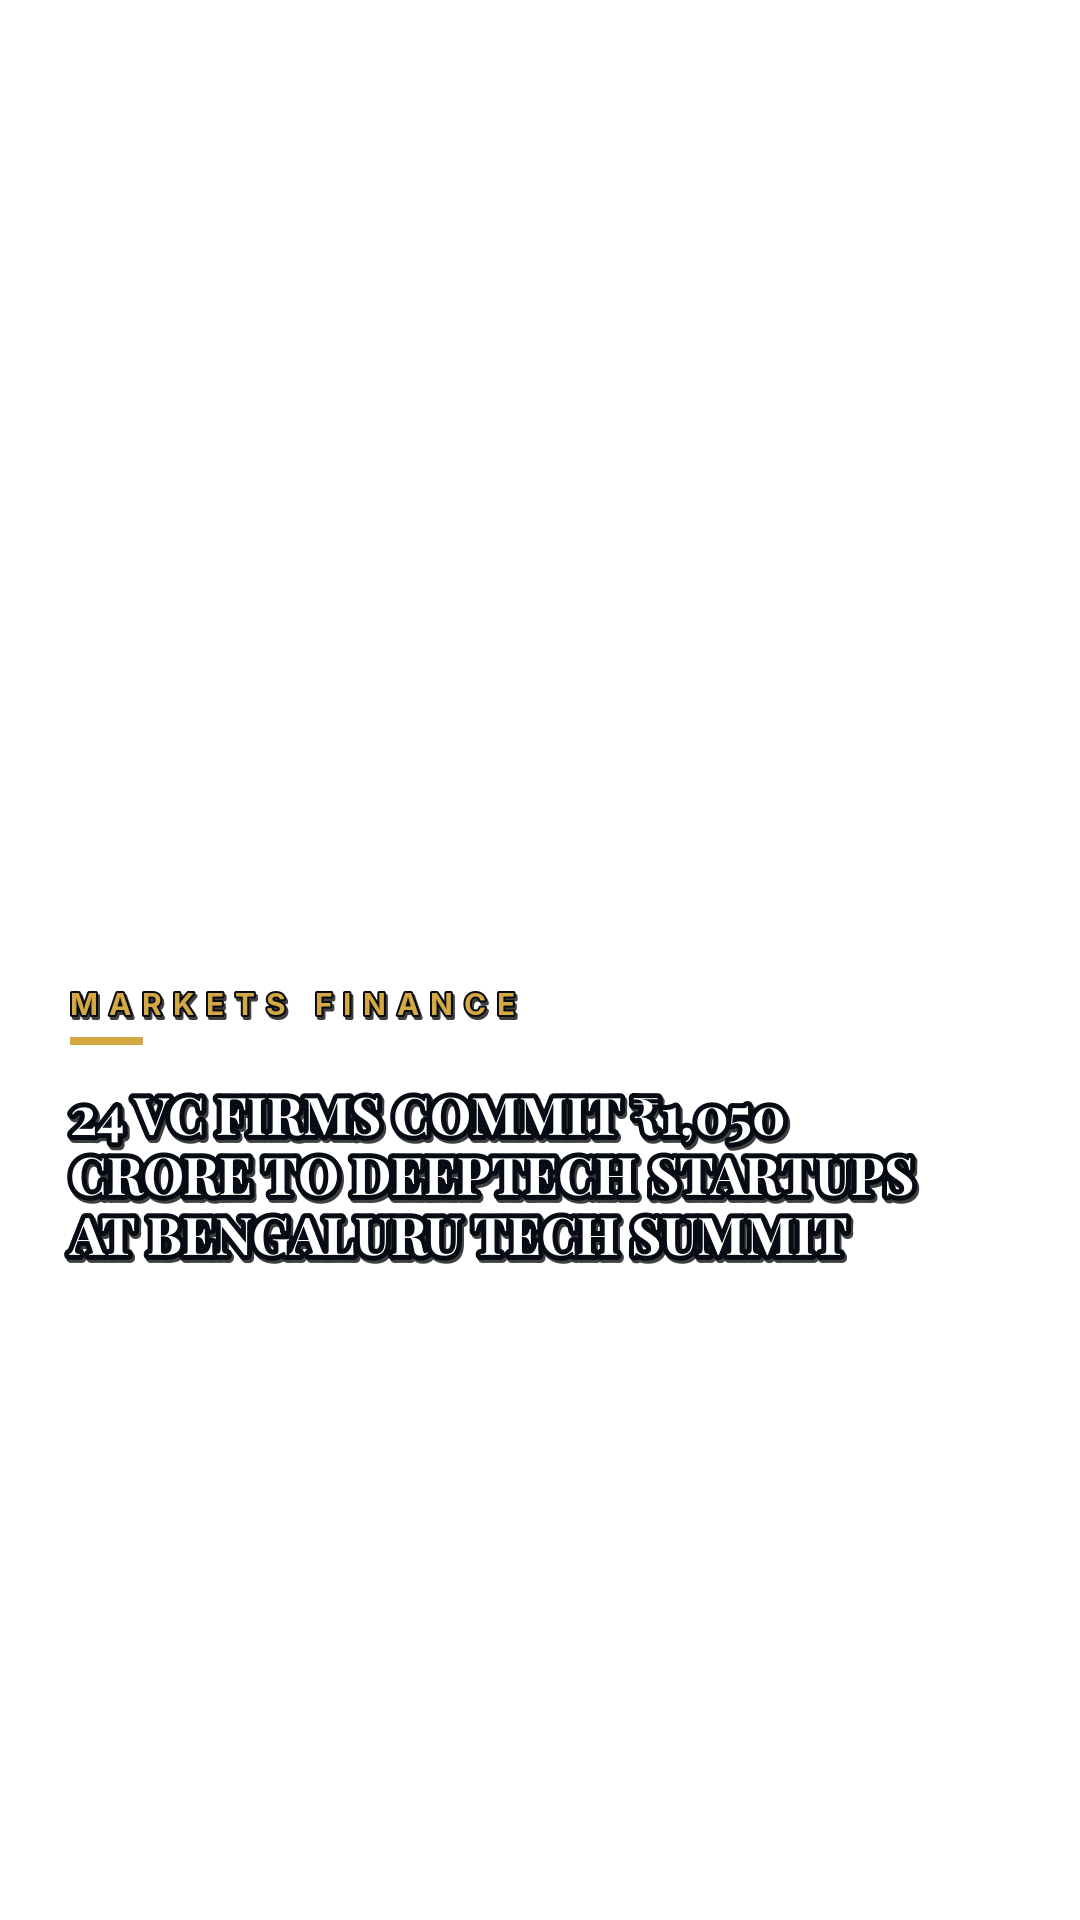 MARKETS FINANCE
24 VC FIRMS COMMIT ₹1,050
CRORE TO DEEPTECH STARTUPS
AT BENGALURU TECH SUMMIT